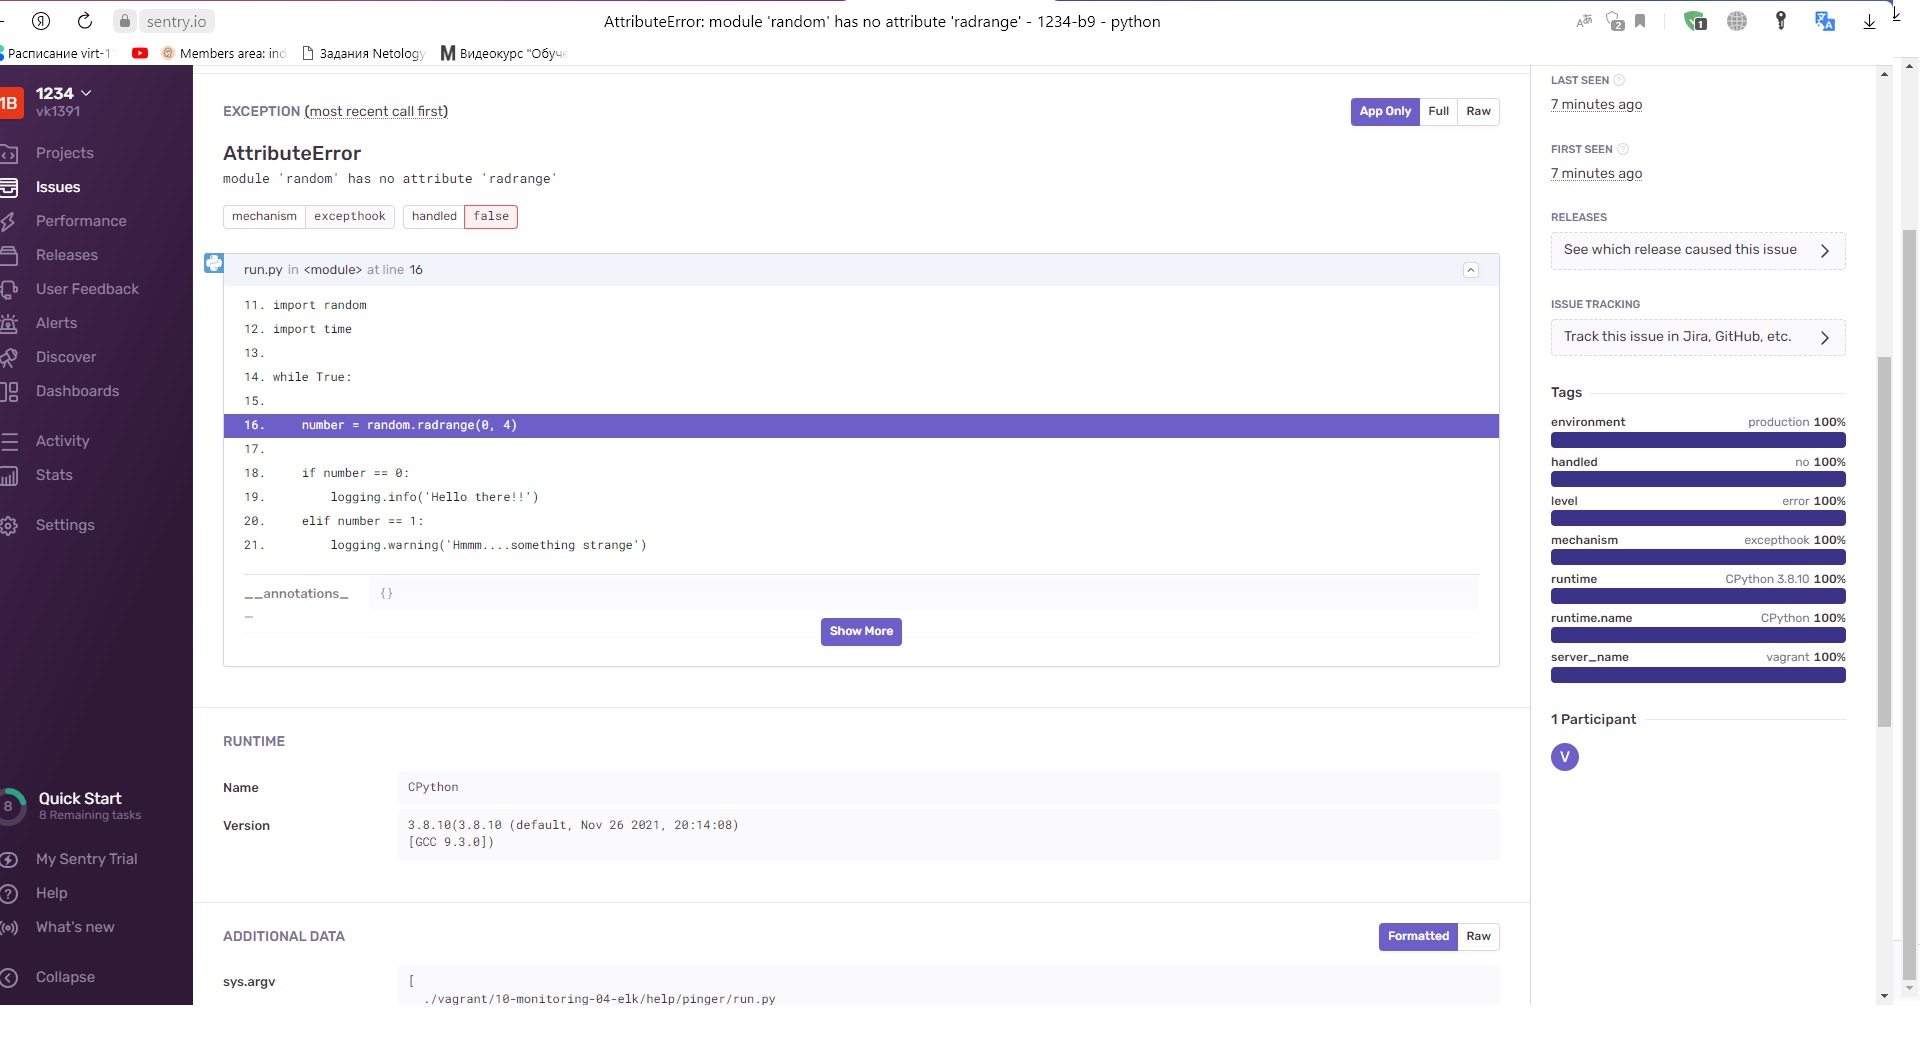 sentry.io
AttributeError: module 'random' has no attribute 'radrange' - 1234-b9 - python
2
1
Расписание virt-1
Members area: ind
Задания Netology
Видеокурс "Обуче
1B
1234
vk1391
Projects
Issues
Performance
Releases
User Feedback
Alerts
Discover
Dashboards
Activity
Stats
Settings
8
Quick Start
8 Remaining tasks
My Sentry Trial
Help
What's new
Collapse
EXCEPTION (most recent call first)
App Only Full Raw
AttributeError
module 'random' has no attribute 'radrange'
mechanism excepthook handled false
run.py in <module> at line 16
11. import random
12. import time
13.
14. while True:
15.
16. number = random.radrange(0, 4)
17.
18. if number == 0:
19. logging.info('Hello there!!')
20. elif number == 1:
21. logging.warning('Hmmm....something strange')
__annotations_ {}
_
Show More
RUNTIME
Name CPython
Version 3.8.10(3.8.10 (default, Nov 26 2021, 20:14:08)
[GCC 9.3.0])
ADDITIONAL DATA
Formatted Raw
sys.argv [
./vagrant/10-monitoring-04-elk/help/pinger/run.py
LAST SEEN ?
7 minutes ago
FIRST SEEN ?
7 minutes ago
RELEASES
See which release caused this issue
ISSUE TRACKING
Track this issue in Jira, GitHub, etc.
Tags
environment production 100%
handled no 100%
level error 100%
mechanism excepthook 100%
runtime CPython 3.8.10 100%
runtime.name CPython 100%
server_name vagrant 100%
1 Participant
V